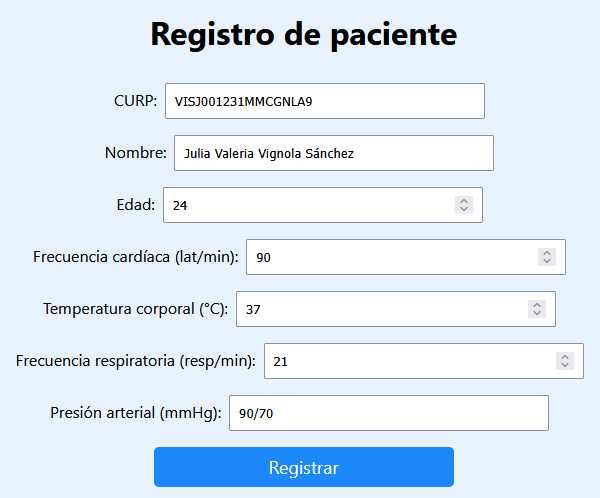 Registro de paciente
CURP: VISJ001231MMCGNLA9
Nombre: Julia Valeria Vignola Sánchez
Edad: 24
Frecuencia cardíaca (lat/min): 90
Temperatura corporal (°C): 37
Frecuencia respiratoria (resp/min): 21
Presión arterial (mmHg): 90/70
Registrar